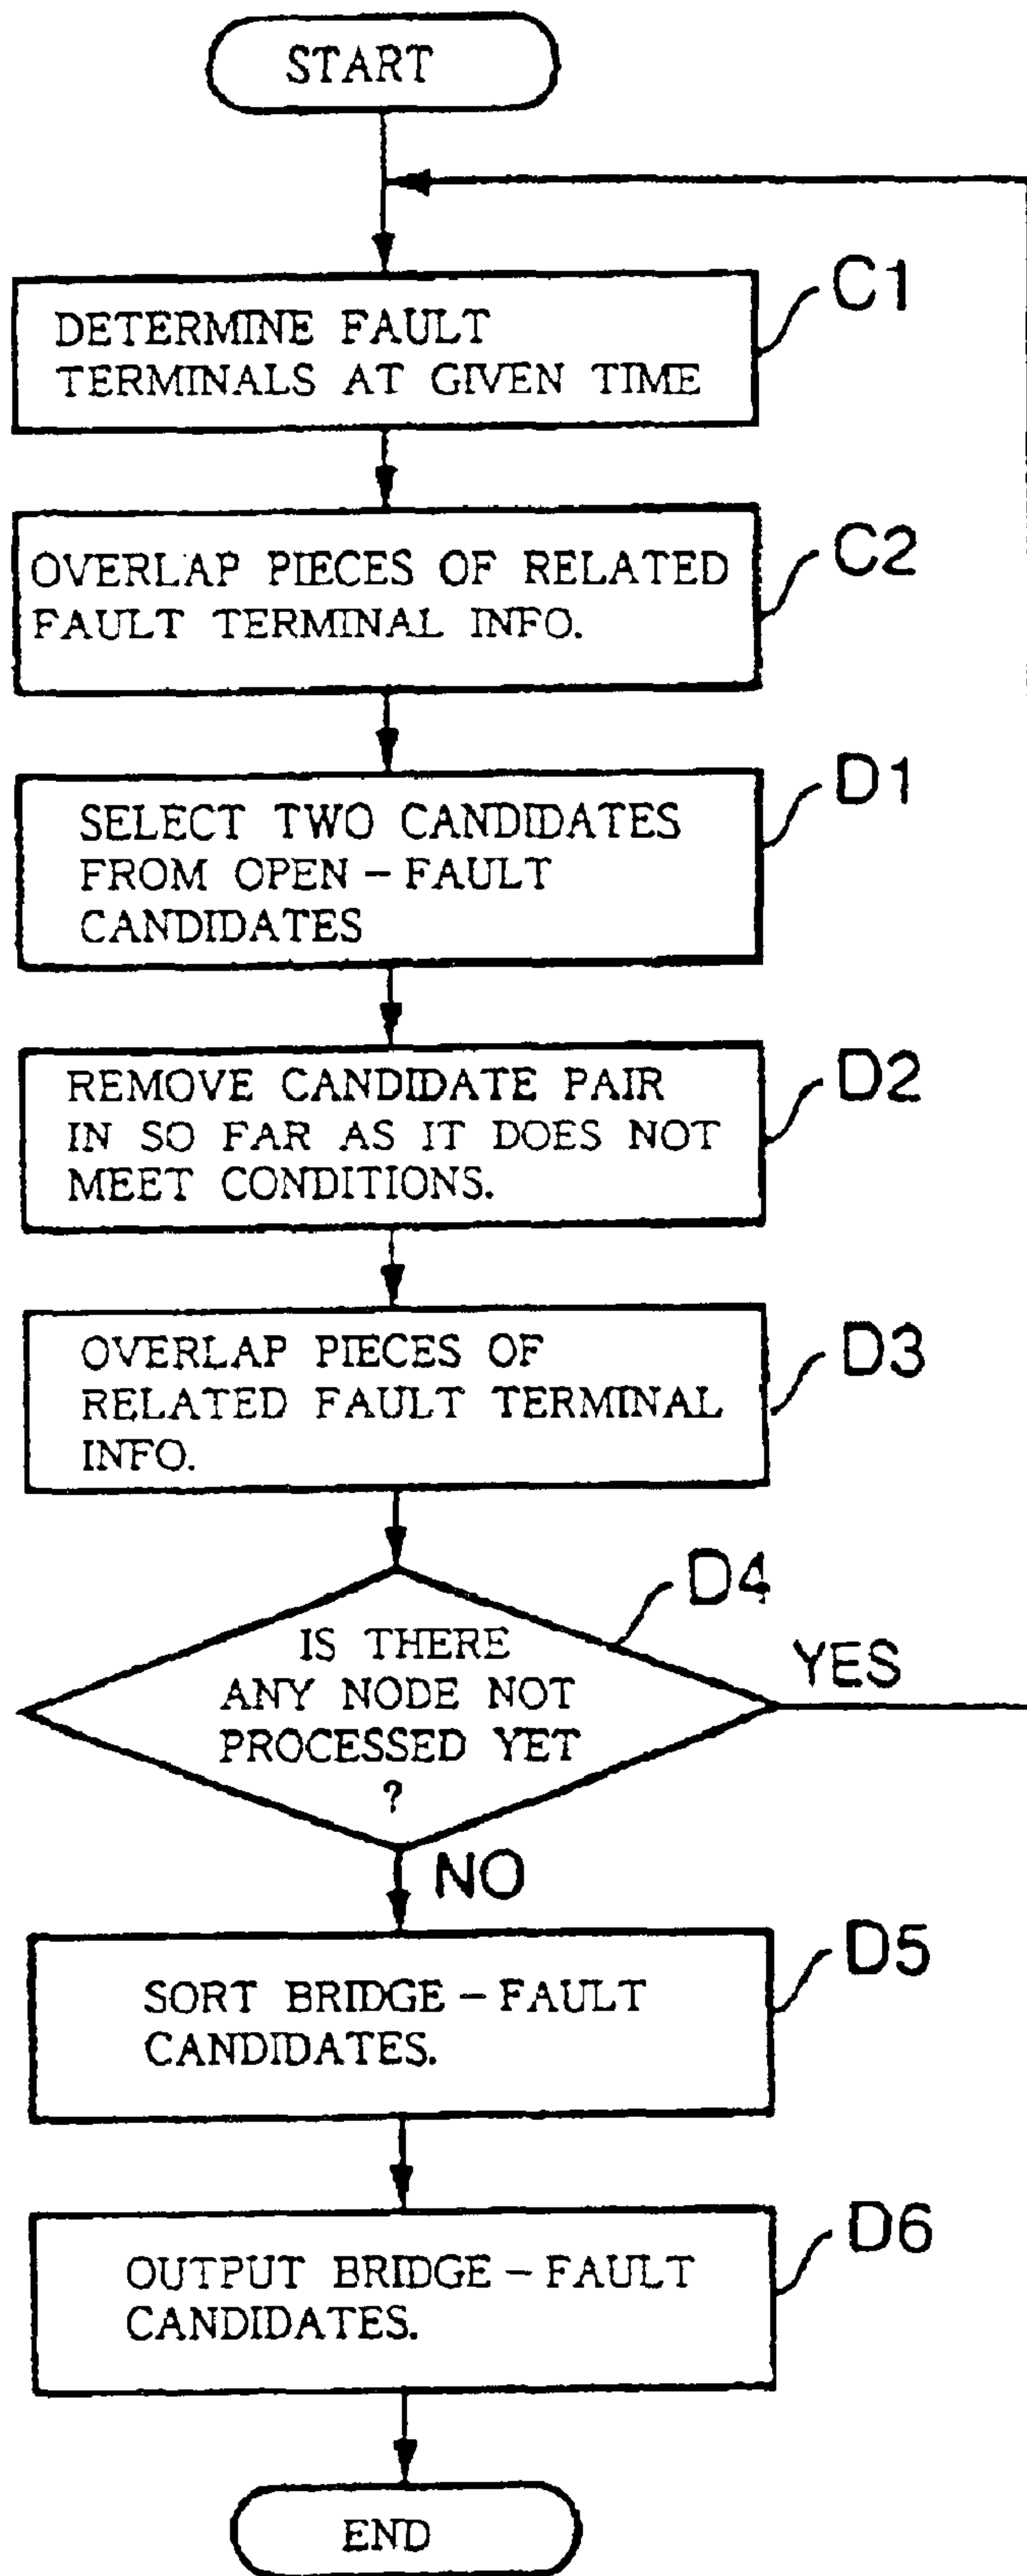 START
C1
DETERMINE FAULT
TERMINALS AT GIVEN TIME
C2
OVERLAP PIECES OF RELATED
FAULT TERMINAL INFO.
D1
SELECT TWO CANDIDATES
FROM OPEN – FAULT
CANDIDATES
D2
REMOVE CANDIDATE PAIR
IN SO FAR AS IT DOES NOT
MEET CONDITIONS.
D3
OVERLAP PIECES OF
RELATED FAULT TERMINAL
INFO.
D4
IS THERE
ANY NODE NOT
PROCESSED YET
?
YES
NO
D5
SORT BRIDGE – FAULT
CANDIDATES.
D6
OUTPUT BRIDGE – FAULT
CANDIDATES.
END